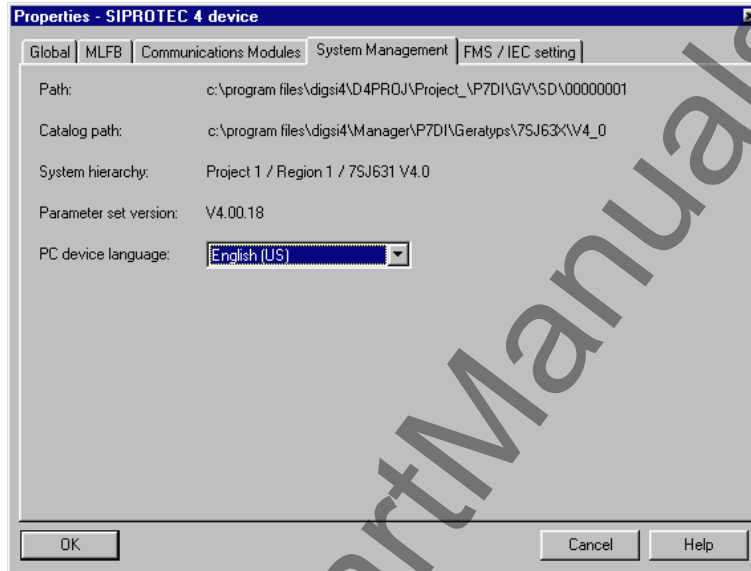 Properties - SIPROTEC 4 device
Global MLFB Communications Modules System Management FMS / IEC setting
Path: c:\program files\digsi4\D4PROJ\Project_\P7DI\GV\SD\00000001
Catalog path: c:\program files\digsi4\Manager\P7DI\Geratyps\7SJ63X\V4_0
System hierarchy: Project 1 / Region 1 / 7SJ631 V4.0
Parameter set version: V4.00.18
PC device language: English (US)
OK Cancel Help
artManuals